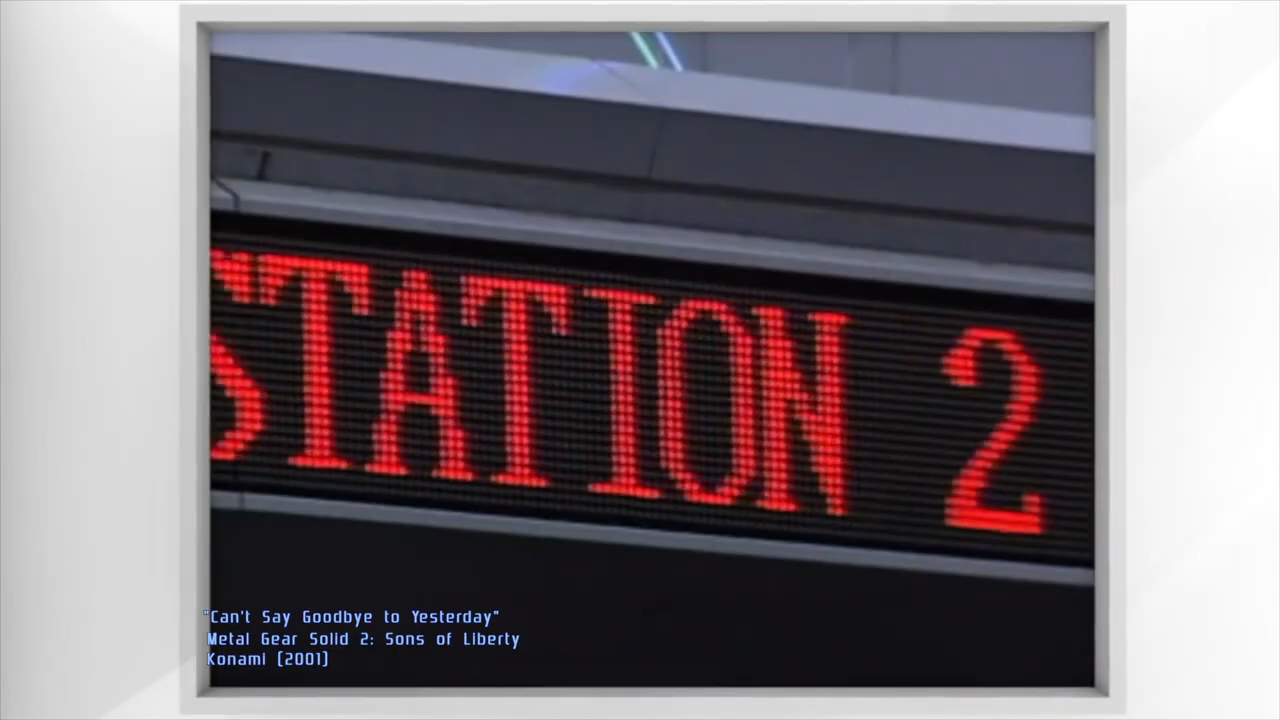 STATION 2
"Can't Say Goodbye to Yesterday"
Metal Gear Solid 2: Sons of Liberty
Konami (2001)